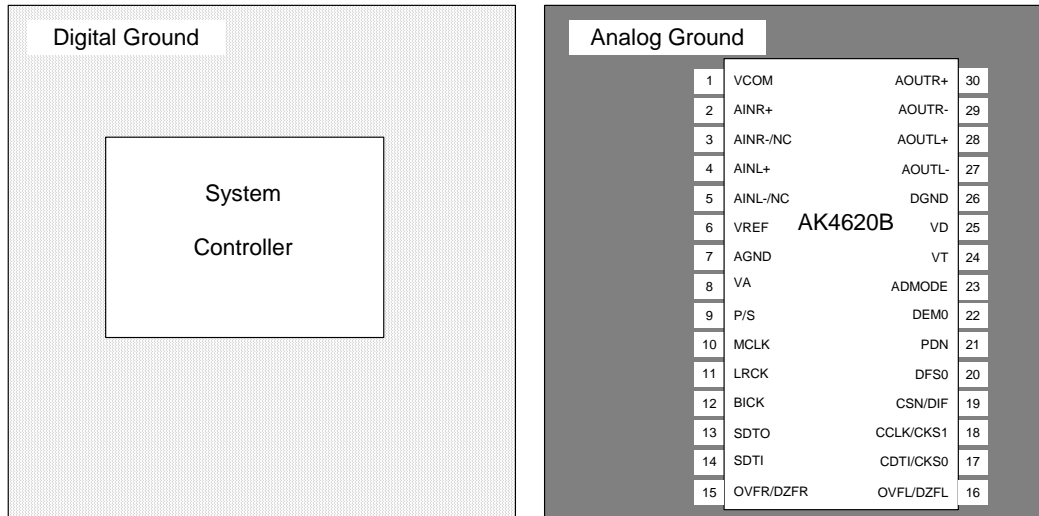 Digital Ground
System
Controller
Analog Ground
1 VCOM AOUTR+ 30
2 AINR+ AOUTR- 29
3 AINR-/NC AOUTL+ 28
4 AINL+ AOUTL- 27
5 AINL-/NC DGND 26
6 VREF AK4620B VD 25
7 AGND VT 24
8 VA ADMODE 23
9 P/S DEM0 22
10 MCLK PDN 21
11 LRCK DFS0 20
12 BICK CSN/DIF 19
13 SDTO CCLK/CKS1 18
14 SDTI CDTI/CKS0 17
15 OVFR/DZFR OVFL/DZFL 16